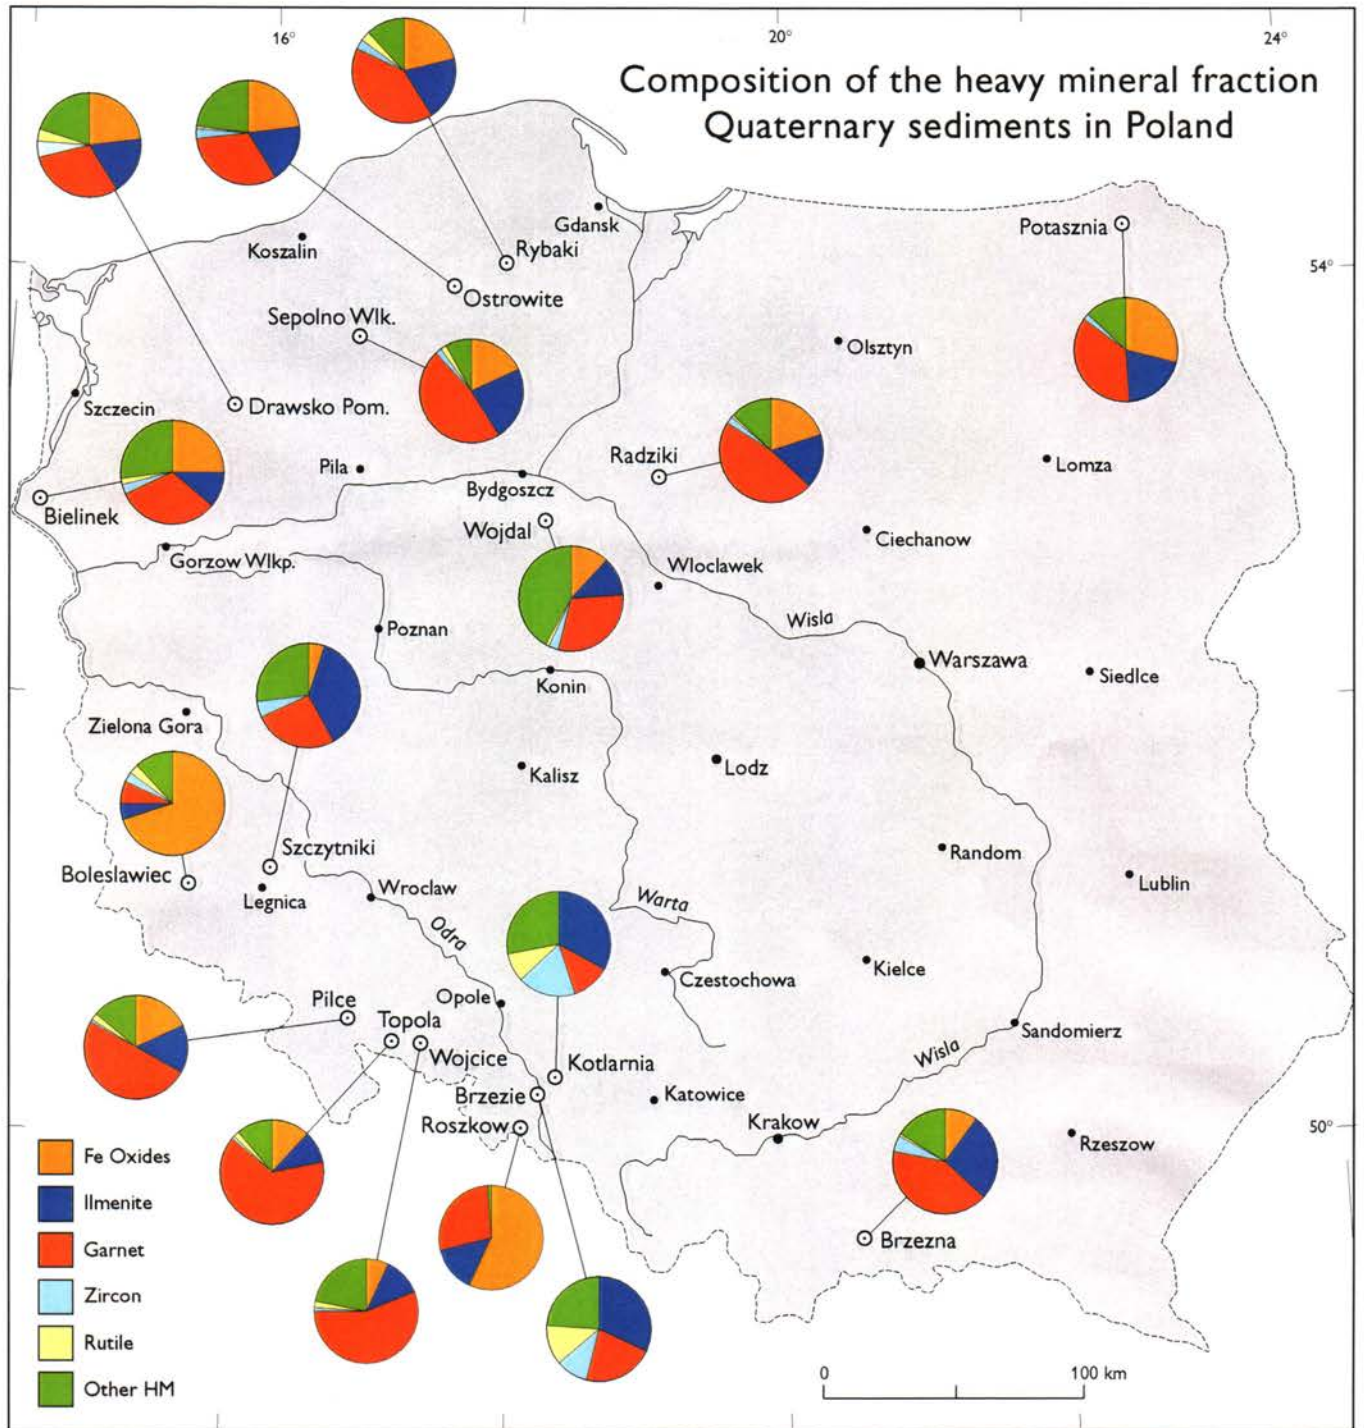 16°
20°
24°
Composition of the heavy mineral fraction
Quaternary sediments in Poland
Gdansk
Potasznia
Koszalin
Rybaki
54°
Ostrowite
Sepolno Wlk.
Olsztyn
Szczecin
Drawsko Pom.
Radziki
Lomza
Pila
Bydgoszcz
Bielinek
Wojdal
Ciechanow
Gorzow Wlkp.
Wloclawek
Wisla
Poznan
Warszawa
Siedlce
Konin
Zielona Gora
Lodz
Kalisz
Szczytniki
Random
Boleslawiec
Lublin
Legnica
Wroclaw
Warta
Odra
Kielce
Czestochowa
Pilce
Opole
Topola
Sandomierz
Wojcice
Wisla
Kotlarnia
Brzezie
Katowice
Roszkow
Krakow
50°
Rzeszow
Fe Oxides
Ilmenite
Brzezna
Garnet
Zircon
Rutile
0
100 km
Other HM